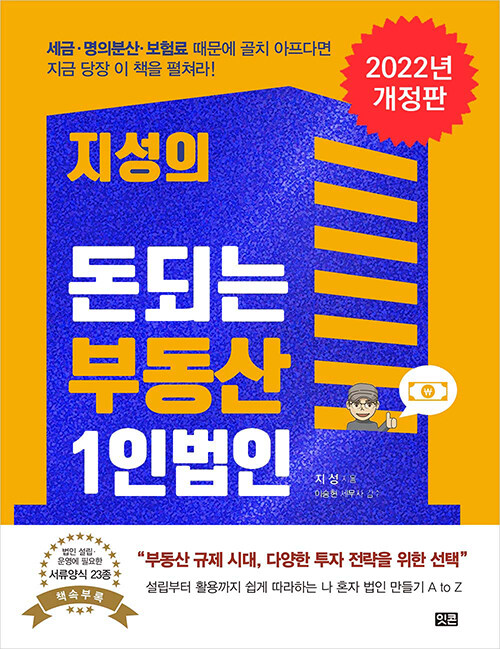 세금·명의분산·보험료 때문에 골치 아프다면
지금 당장 이 책을 펼쳐라!
2022년
개정판
지성의
돈되는
부동산
1인법인
₩
지성 지음
이승현 세무사 감수
법인 설립·
운영에 필요한
서류양식 23종
책속부록
“부동산 규제 시대, 다양한 투자 전략을 위한 선택”
설립부터 활용까지 쉽게 따라하는 나 혼자 법인 만들기 A to Z
잇콘